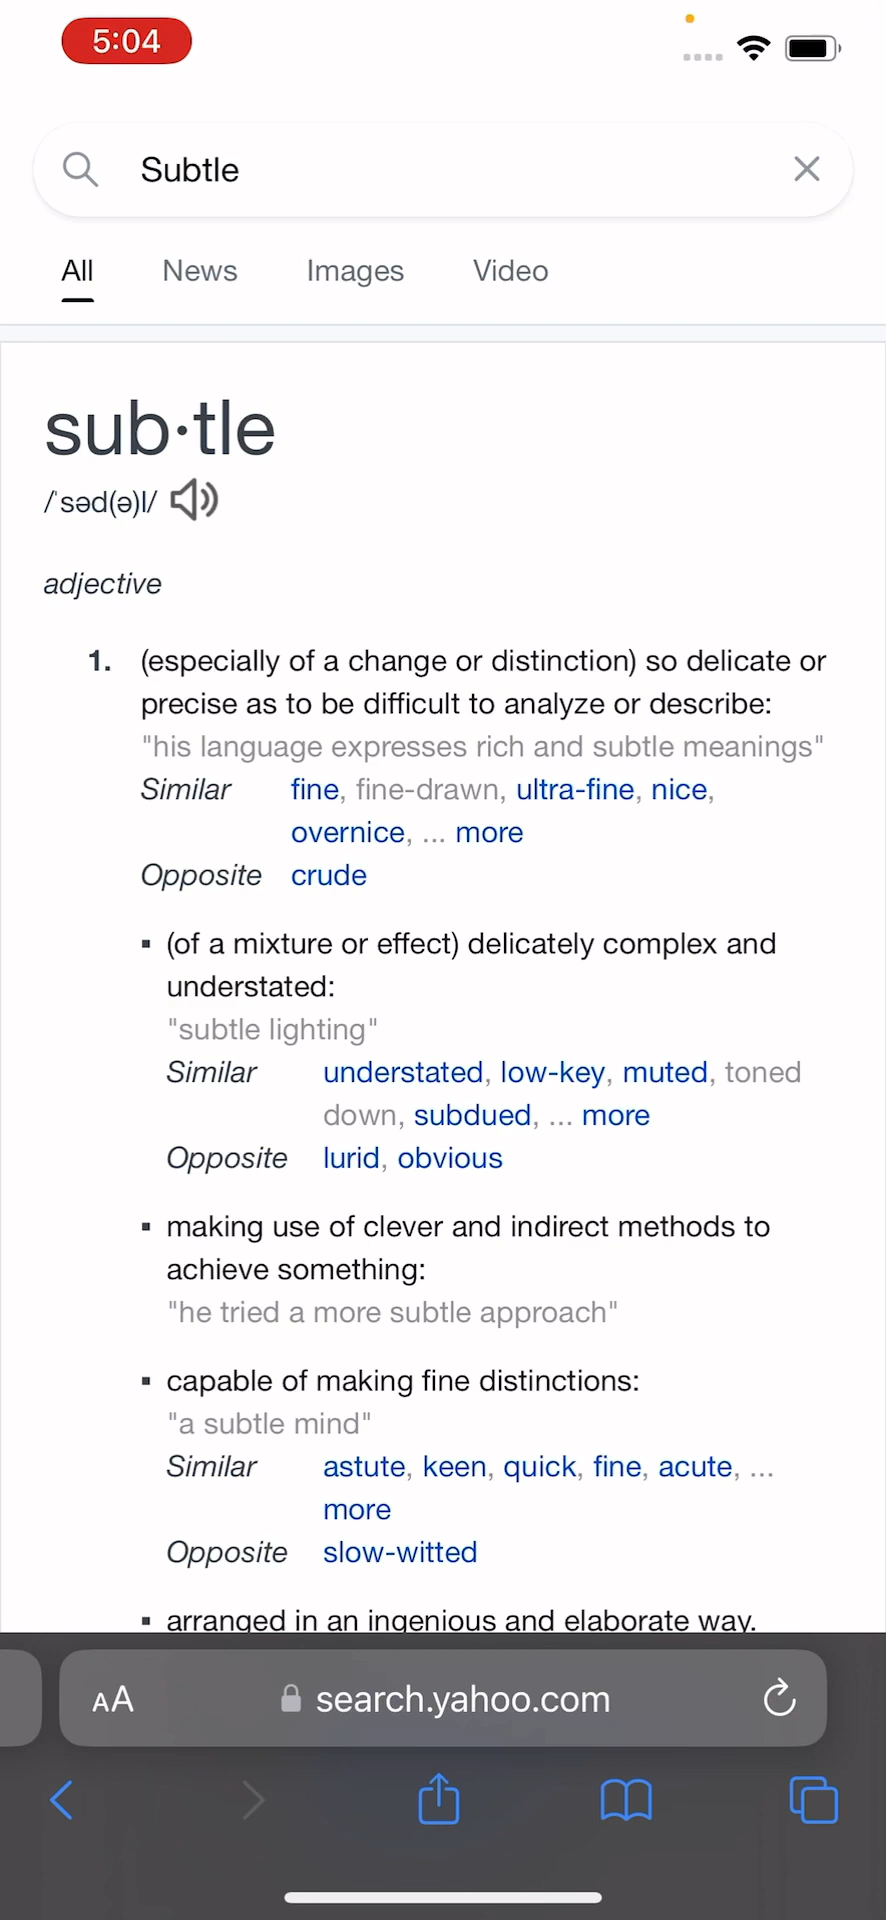 5:04
Subtle
All News Images Video
sub·tle
/ˈsəd(ə)l/
adjective
1. (especially of a change or distinction) so delicate or
precise as to be difficult to analyze or describe:
"his language expresses rich and subtle meanings"
Similar fine, fine-drawn, ultra-fine, nice,
overnice, ... more
Opposite crude
▪ (of a mixture or effect) delicately complex and
understated:
"subtle lighting"
Similar understated, low-key, muted, toned
down, subdued, ... more
Opposite lurid, obvious
▪ making use of clever and indirect methods to
achieve something:
"he tried a more subtle approach"
▪ capable of making fine distinctions:
"a subtle mind"
Similar astute, keen, quick, fine, acute, ...
more
Opposite slow-witted
▪ arranged in an ingenious and elaborate way.
AA search.yahoo.com